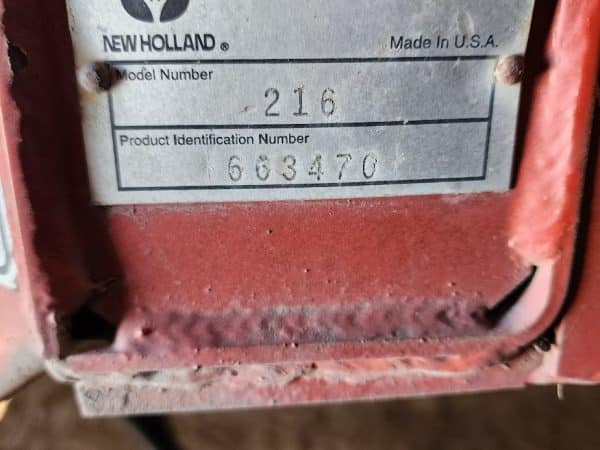 NEW HOLLAND ®
Made In U.S.A.
Model Number
216
Product Identification Number
663470